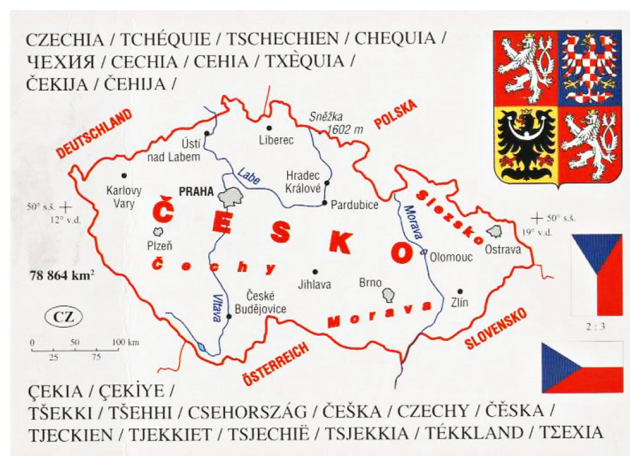 CZECHIA / TCHÉQUIE / TSCHECHIEN / CHEQUIA /
ЧЕХИЯ / CECHIA / CEHIA / TXÈQUIA /
ČEKIJA / ČEHIJA /
DEUTSCHLAND
POLSKA
Sněžka
1602 m
Ústí
nad Labem
Liberec
Labe
Hradec
Králové
Karlovy
Vary
PRAHA
Pardubice
Slezsko
50° s.š.
12° v.d.
50° s.š.
19° v.d.
ČESKO
Morava
Ostrava
Plzeň
Olomouc
Čechy
78 864 km²
Jihlava
Brno
Zlín
České
Budějovice
Vltava
Morava
CZ
2 : 3
0 50 100 km
25 75
ÖSTERREICH
SLOVENSKO
ÇEKIA / ÇEKİYE /
TŠEKKI / TŠEHHI / CSEHORSZÁG / ČEŠKA / CZECHY / ČĚSKA /
TJECKIEN / TJEKKIET / TSJECHIË / TSJEKKIA / TÉKKLAND / ΤΣΕΧΙΑ